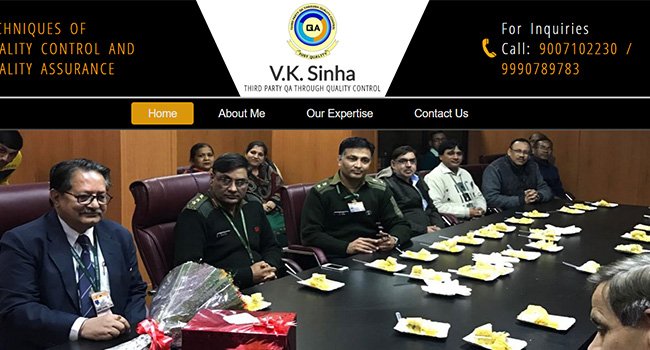 CHNIQUES OF
ALITY CONTROL AND
ALITY ASSURANCE
QA
V.K. Sinha
THIRD PARTY QA THROUGH QUALITY CONTROL
For Inquiries
Call: 9007102230 /
9990789783
Home
About Me
Our Expertise
Contact Us